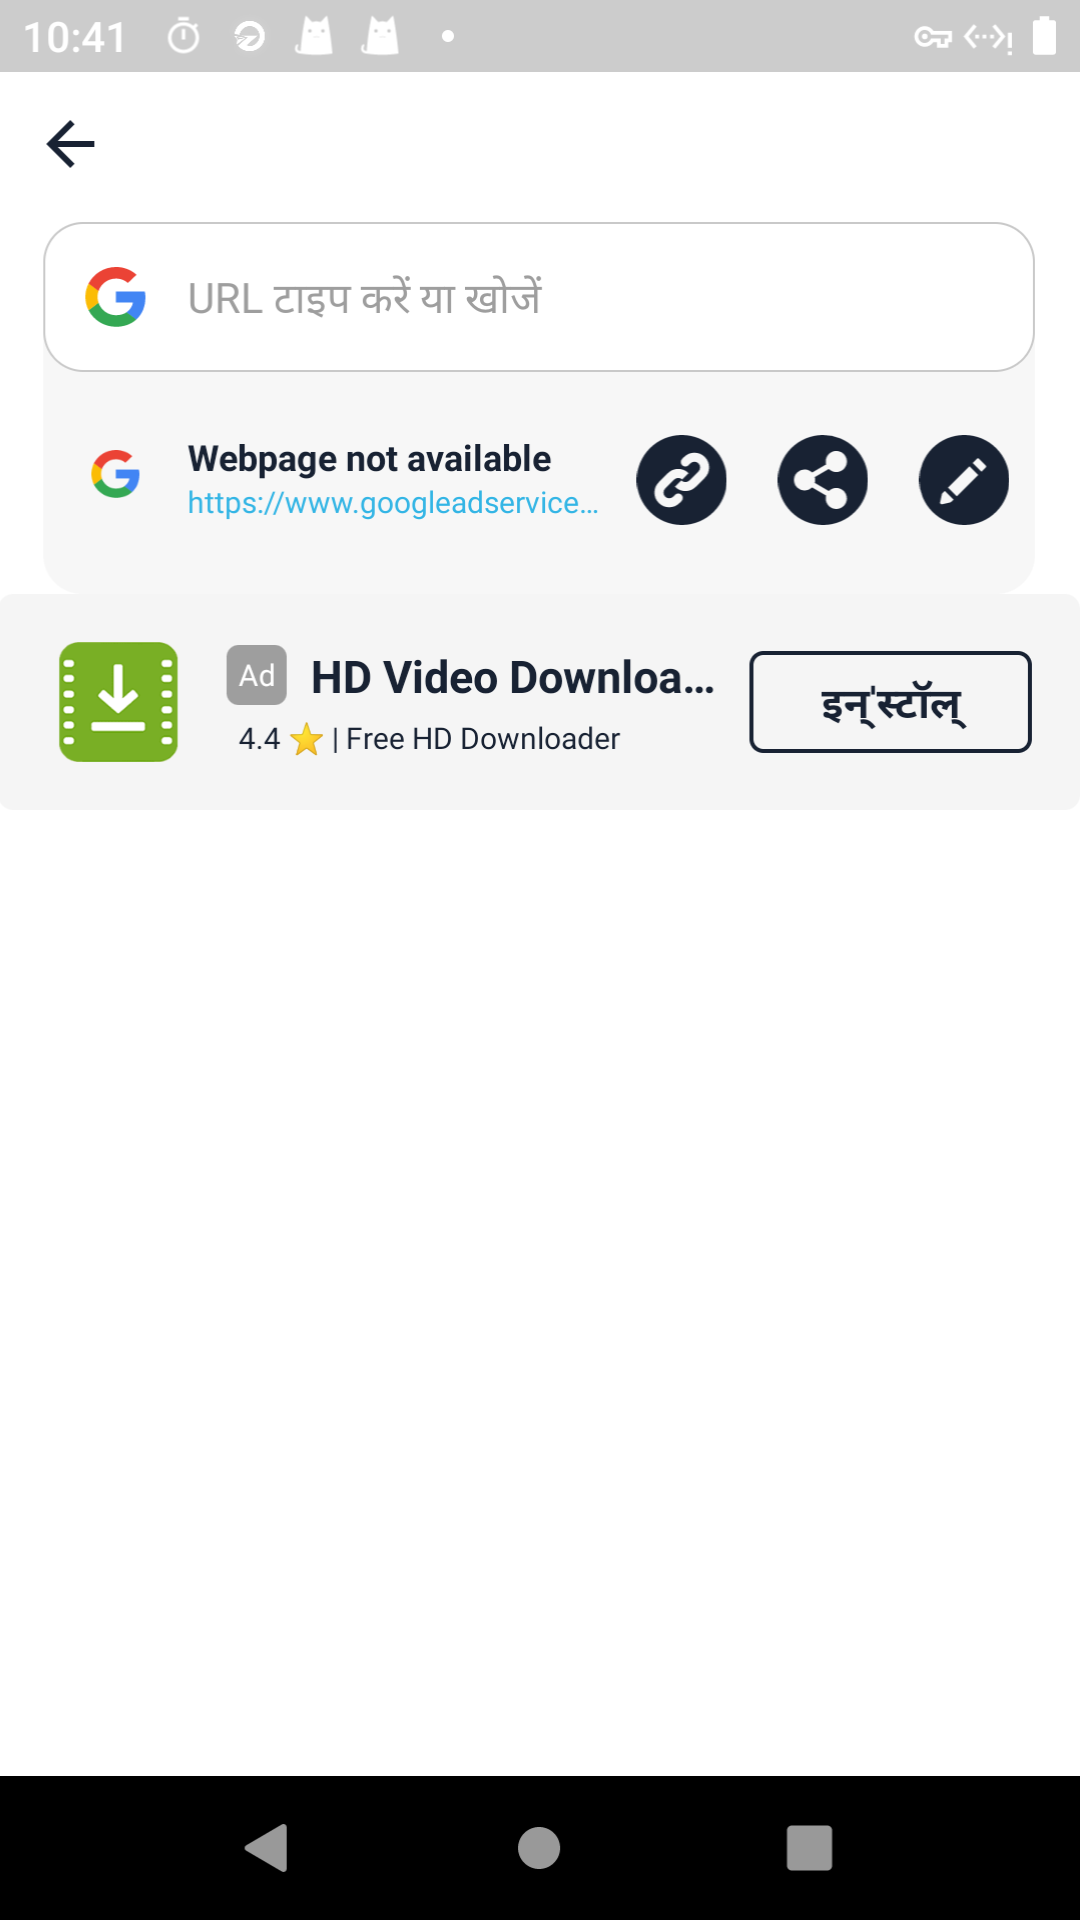 10:41
URL टाइप करें या खोजें
Webpage not available
https://www.googleadservice...
Ad HD Video Downloa...
4.4 ⭐ | Free HD Downloader
इन्'स्टॉल्